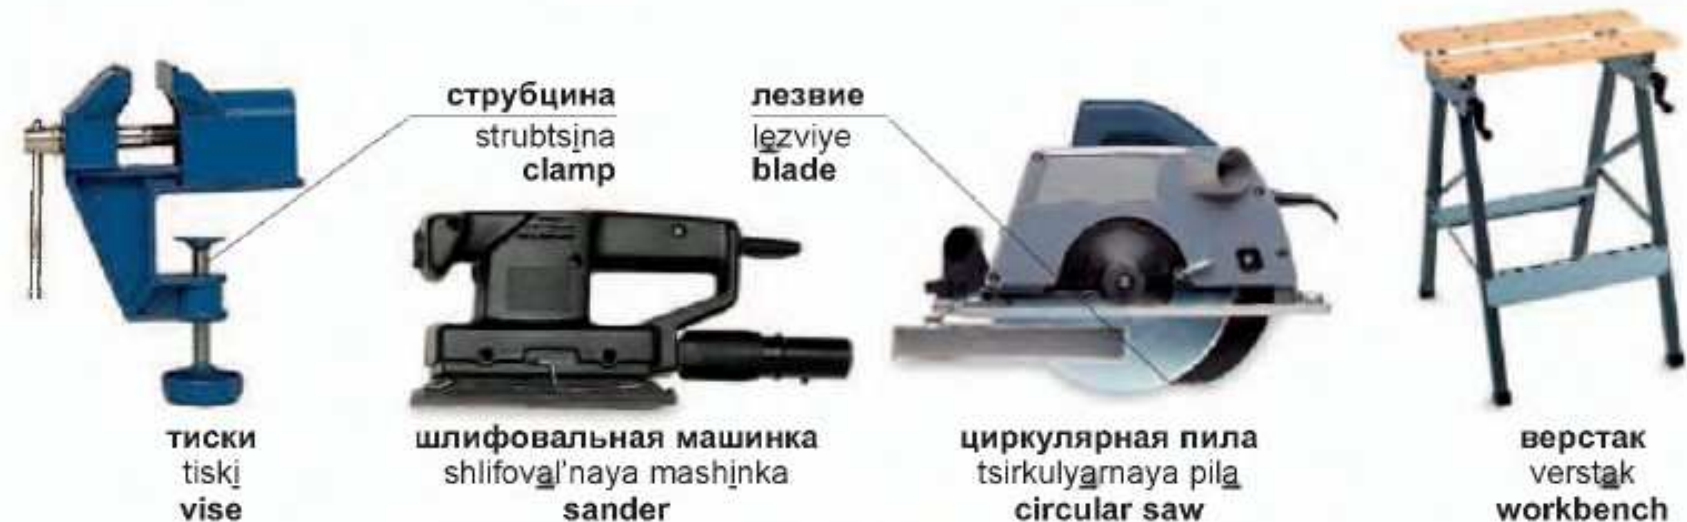 струбцина
strubtsina
clamp
лезвие
lezviye
blade
тиски
tiski
vise
шлифовальная машинка
shlifoval'naya mashinka
sander
циркулярная пила
tsirkulyarnaya pila
circular saw
верстак
verstak
workbench